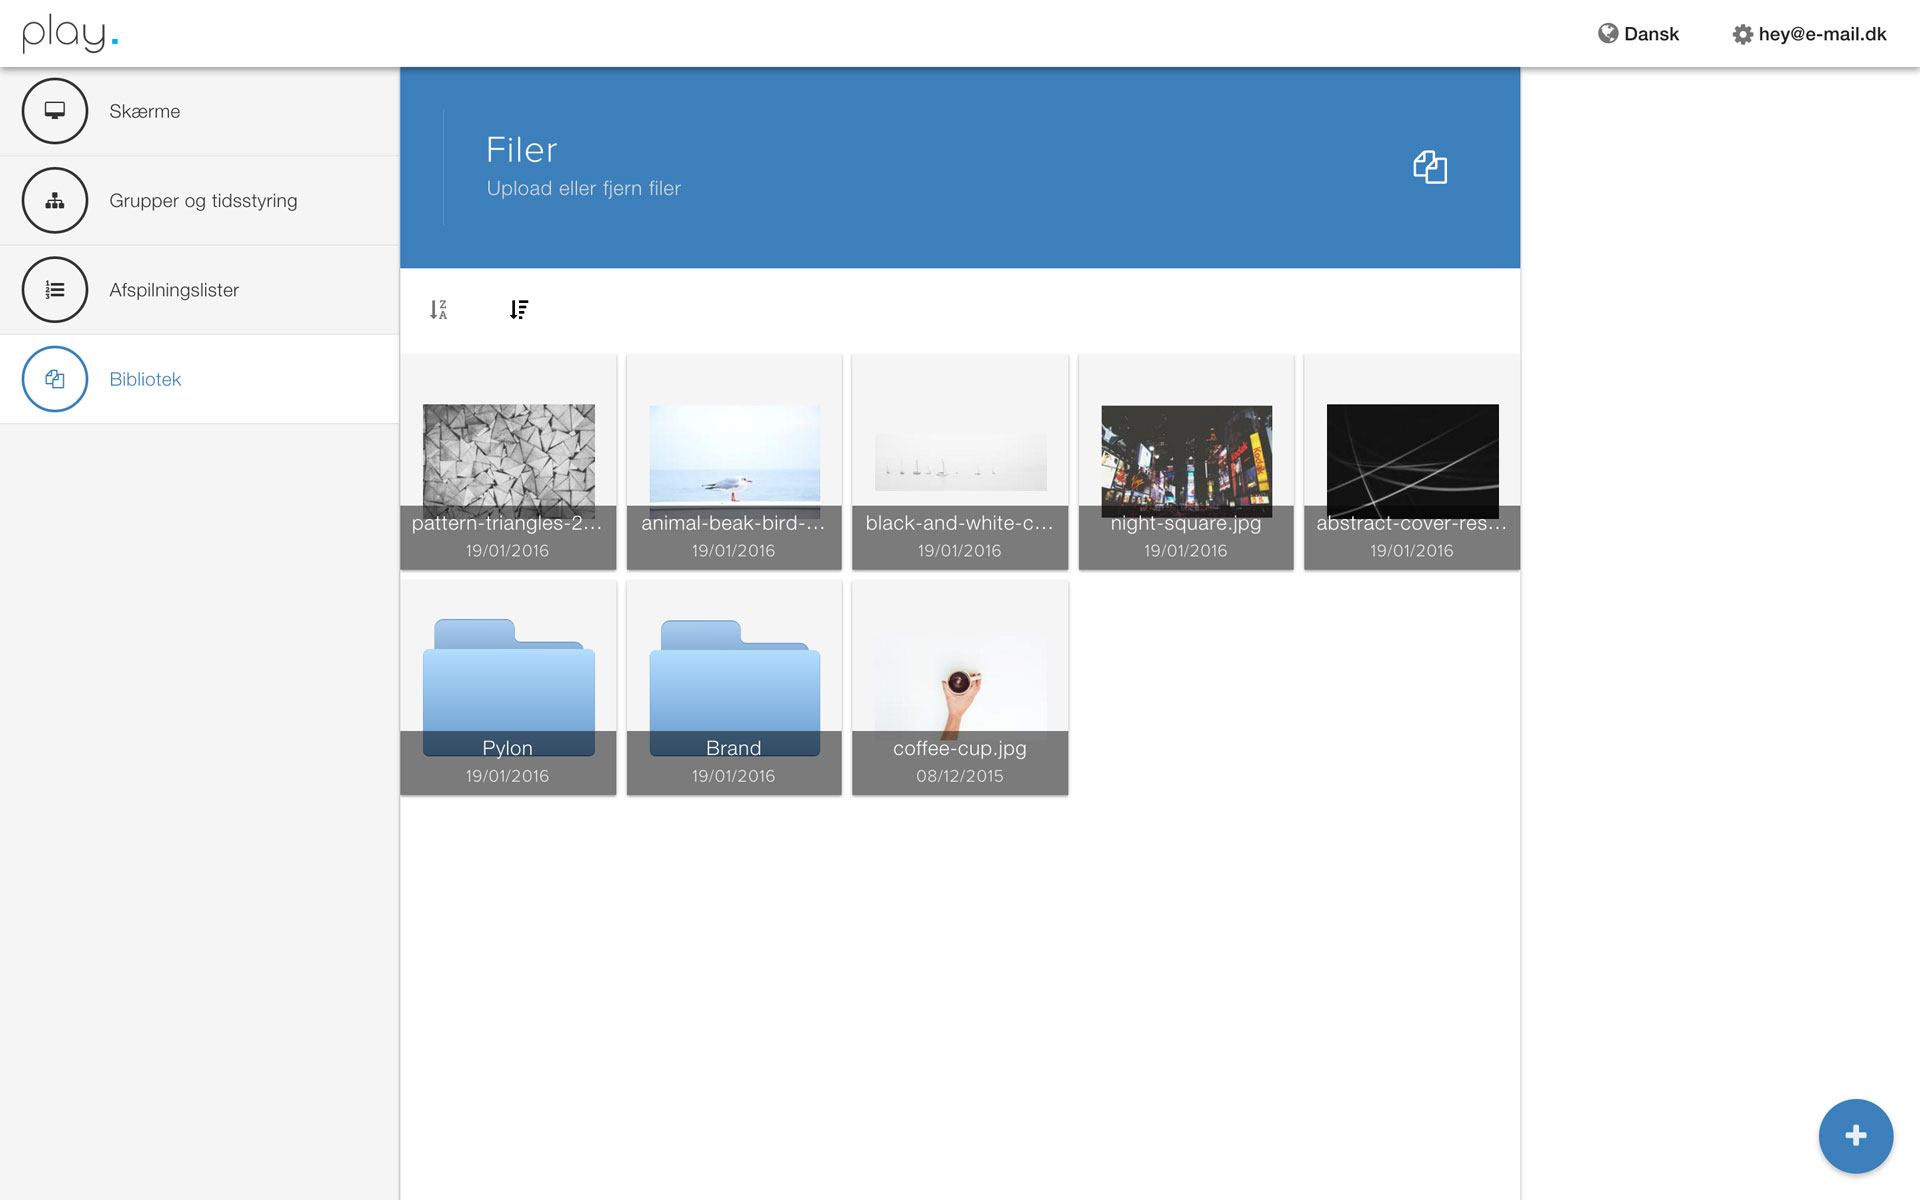 play.
Dansk
hey@e-mail.dk
Skærme
Grupper og tidsstyring
Afspilningslister
Bibliotek
Filer
Upload eller fjern filer
pattern-triangles-2...
19/01/2016
animal-beak-bird-...
19/01/2016
black-and-white-c...
19/01/2016
night-square.jpg
19/01/2016
abstract-cover-res...
19/01/2016
Pylon
19/01/2016
Brand
19/01/2016
coffee-cup.jpg
08/12/2015